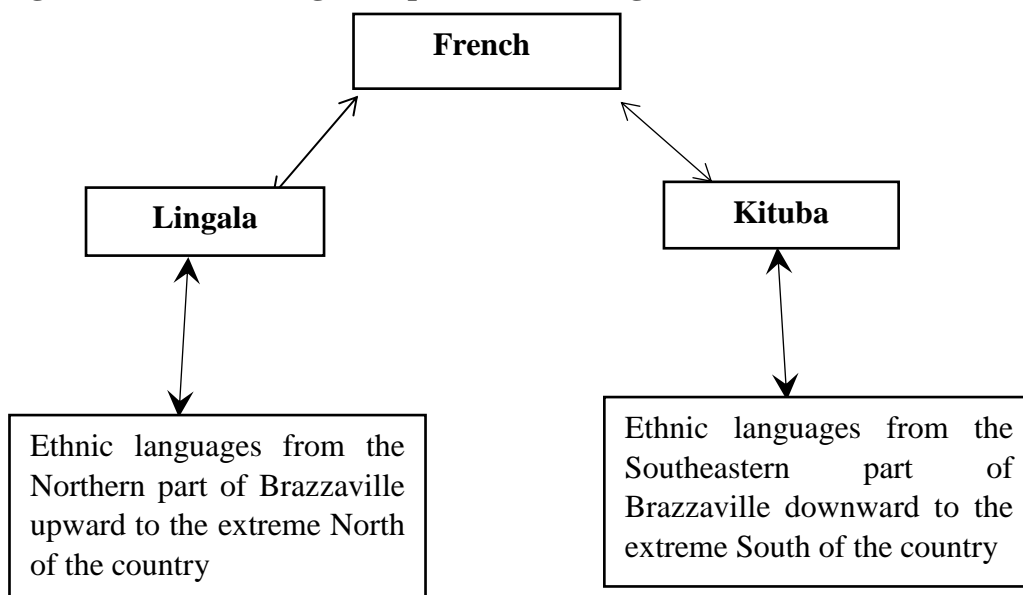 French
Lingala
Kituba
Ethnic languages from the
Northern part of Brazzaville
upward to the extreme North
of the country
Ethnic languages from the
Southeastern part of
Brazzaville downward to the
extreme South of the country